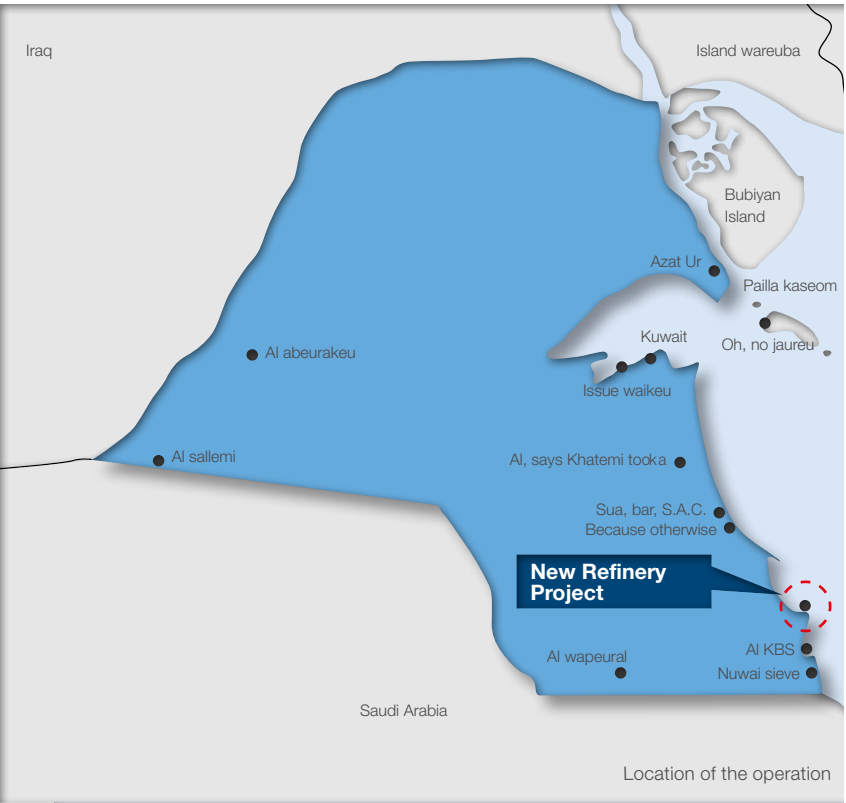 Iraq
Island wareuba
Bubiyan
Island
Azat Ur
Pailla kaseom
Kuwait
Oh, no jaureu
Al abeurakeu
Issue waikeu
Al sallemi
Al, says Khatemi tooka
Sua, bar, S.A.C.
Because otherwise
New Refinery
Project
Al KBS
Al wapeural
Nuwai sieve
Saudi Arabia
Location of the operation